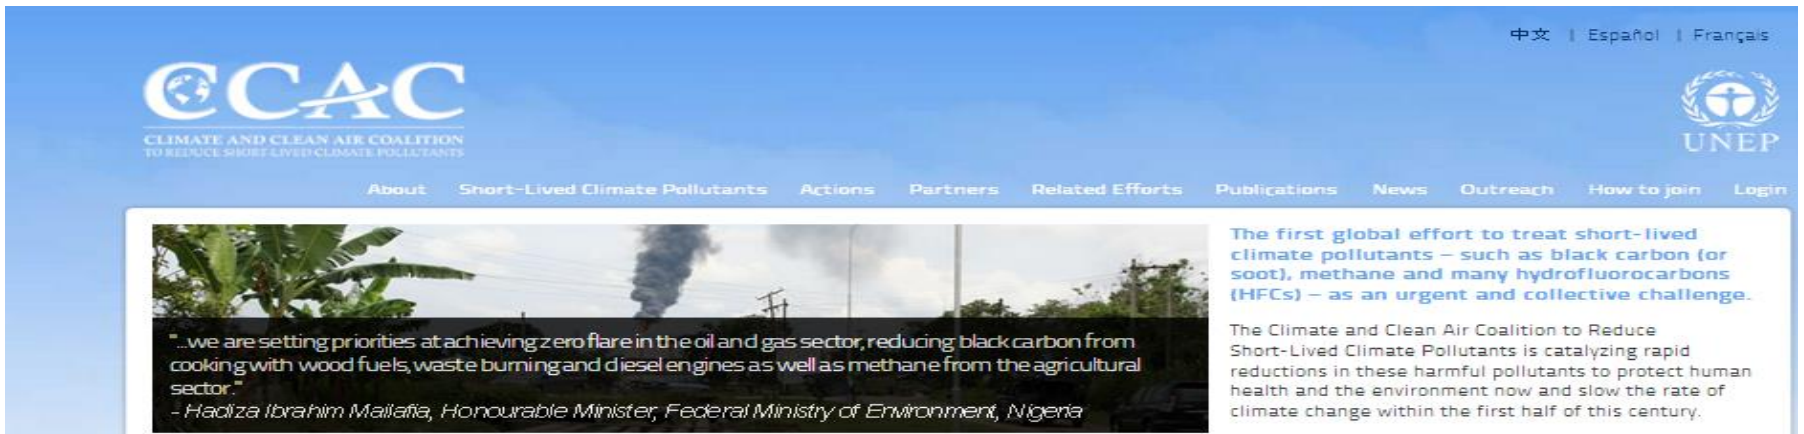 中文 | Español | Français
CCAC
CLIMATE AND CLEAN AIR COALITION
TO REDUCE SHORT-LIVED CLIMATE POLLUTANTS
UNEP
About Short-Lived Climate Pollutants Actions Partners Related Efforts Publications News Outreach How to join Login
"...we are setting priorities at achieving zero flare in the oil and gas sector, reducing black carbon from
cooking with wood fuels, waste burning and diesel engines as well as methane from the agricultural
sector."
- Hadiza Ibrahim Mailafia, Honourable Minister, Federal Ministry of Environment, Nigeria
The first global effort to treat short-lived
climate pollutants – such as black carbon (or
soot), methane and many hydrofluorocarbons
(HFCs) – as an urgent and collective challenge.
The Climate and Clean Air Coalition to Reduce
Short-Lived Climate Pollutants is catalyzing rapid
reductions in these harmful pollutants to protect human
health and the environment now and slow the rate of
climate change within the first half of this century.